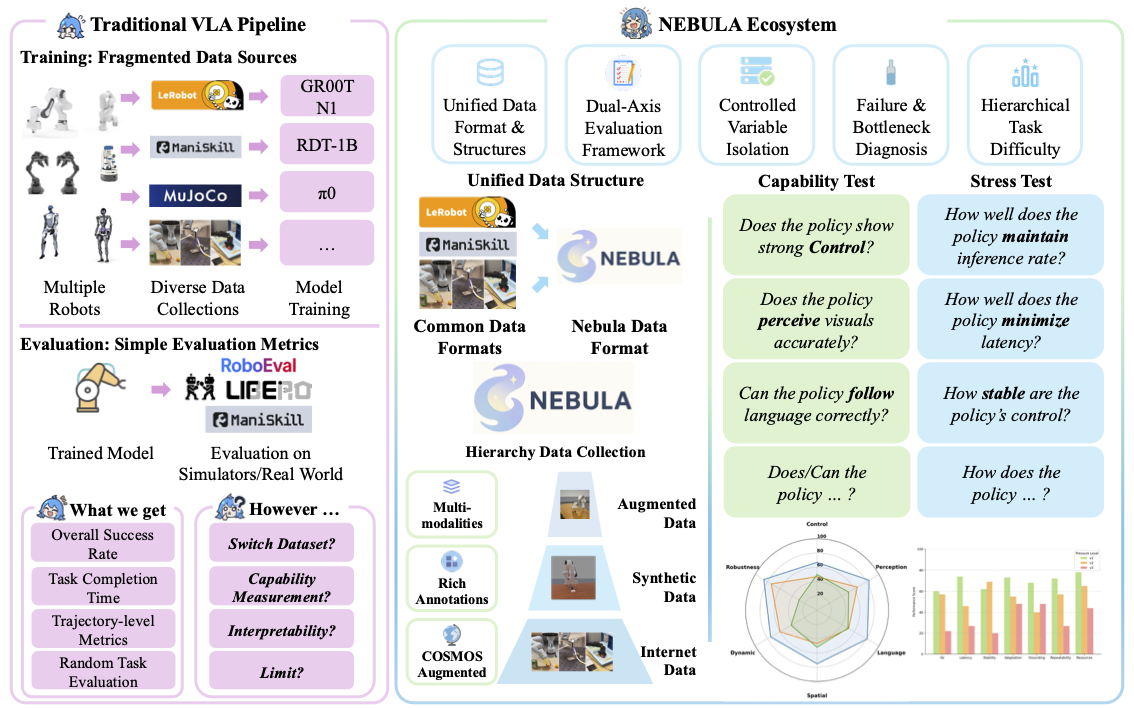 Traditional VLA Pipeline
Training: Fragmented Data Sources
LeRobot
GR00T
N1
ManiSkill
RDT-1B
MuJoCo
π0
...
Multiple
Robots
Diverse Data
Collections
Model
Training
Evaluation: Simple Evaluation Metrics
RoboEval
LIBERO
ManiSkill
Trained Model
Evaluation on
Simulators/Real World
What we get
Overall Success
Rate
Task Completion
Time
Trajectory-level
Metrics
Random Task
Evaluation
However ...
Switch Dataset?
Capability
Measurement?
Interpretability?
Limit?
NEBULA Ecosystem
Unified Data
Format &
Structures
Dual-Axis
Evaluation
Framework
Controlled
Variable
Isolation
Failure &
Bottleneck
Diagnosis
Hierarchical
Task
Difficulty
Unified Data Structure
LeRobot
ManiSkill
NEBULA
Common Data
Formats
Nebula Data
Format
NEBULA
Hierarchy Data Collection
Multi-
modalities
Rich
Annotations
COSMOS
Augmented
Augmented
Data
Synthetic
Data
Internet
Data
Capability Test
Does the policy show
strong Control?
Does the policy
perceive visuals
accurately?
Can the policy follow
language correctly?
Does/Can the
policy ... ?
Stress Test
How well does the
policy maintain
inference rate?
How well does the
policy minimize
latency?
How stable are the
policy's control?
How does the
policy ... ?
Control
100
80
60
40
20
Robustness
Perception
Dynamic
Language
Spatial
Performance Score
100
80
60
40
20
0
Pressure Level
v1
v2
v3
Latency
Stability
Adaptation
Grounding
Repeatability
Resources